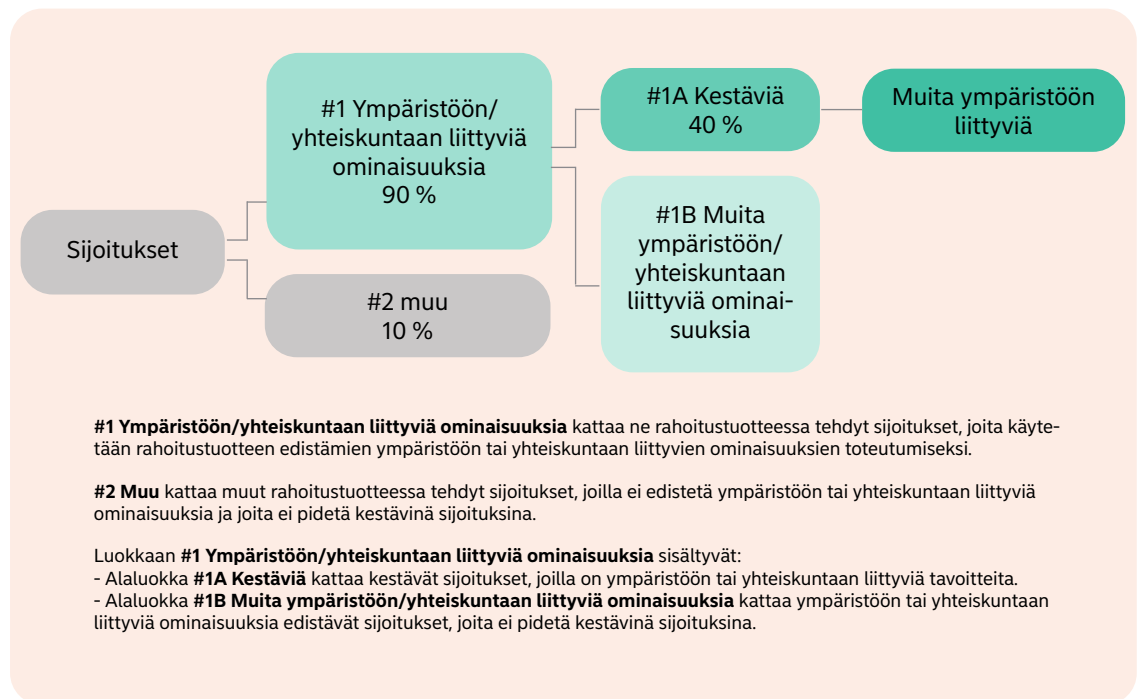 Sijoitukset
#1 Ympäristöön/
yhteiskuntaan liittyviä
ominaisuuksia
90 %
#2 muu
10 %
#1A Kestäviä
40 %
#1B Muita
ympäristöön/
yhteiskuntaan
liittyviä ominai-
suuksia
Muita ympäristöön
liittyviä
#1 Ympäristöön/yhteiskuntaan liittyviä ominaisuuksia kattaa ne rahoitustuotteessa tehdyt sijoitukset, joita käyte-
tään rahoitustuotteen edistämien ympäristöön tai yhteiskuntaan liittyvien ominaisuuksien toteutumiseksi.
#2 Muu kattaa muut rahoitustuotteessa tehdyt sijoitukset, joilla ei edistetä ympäristöön tai yhteiskuntaan liittyviä
ominaisuuksia ja joita ei pidetä kestävinä sijoituksina.
Luokkaan #1 Ympäristöön/yhteiskuntaan liittyviä ominaisuuksia sisältyvät:
- Alaluokka #1A Kestäviä kattaa kestävät sijoitukset, joilla on ympäristöön tai yhteiskuntaan liittyviä tavoitteita.
- Alaluokka #1B Muita ympäristöön/yhteiskuntaan liittyviä ominaisuuksia kattaa ympäristöön tai yhteiskuntaan
liittyviä ominaisuuksia edistävät sijoitukset, joita ei pidetä kestävinä sijoituksina.